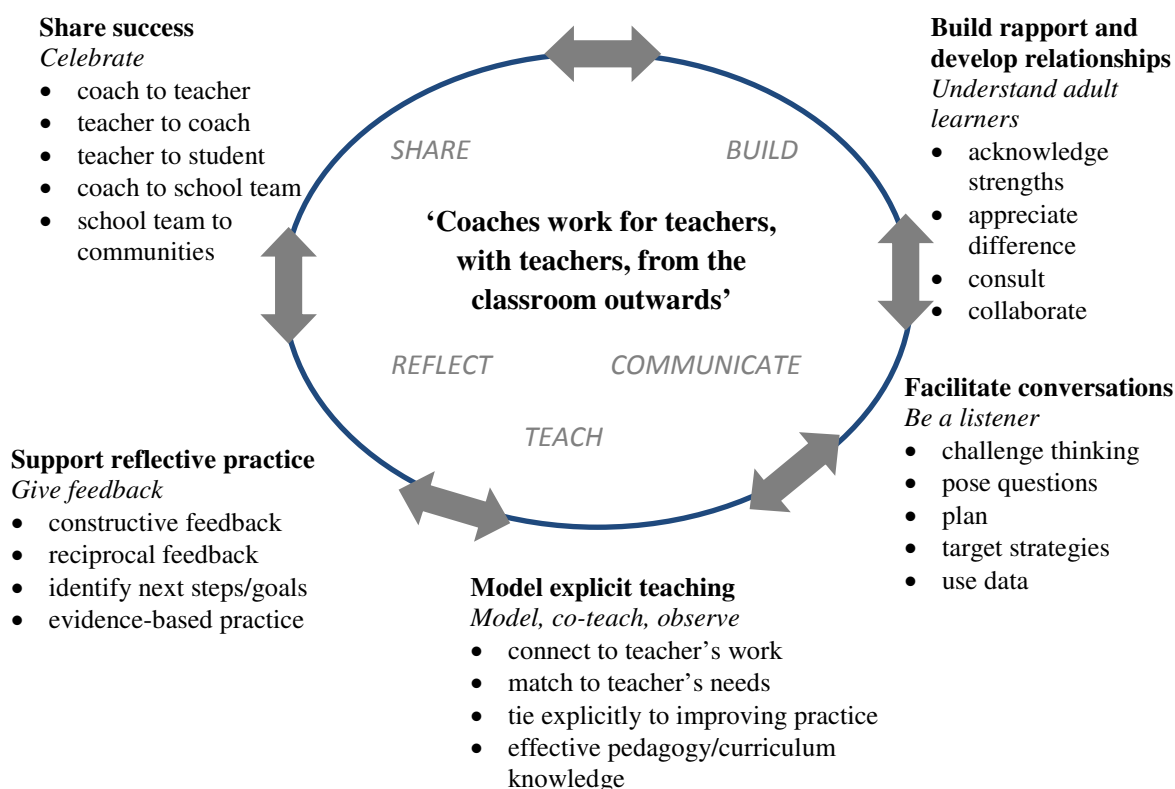 Share success
Celebrate
• coach to teacher
• teacher to coach
• teacher to student
• coach to school team
• school team to
communities
Build rapport and
develop relationships
Understand adult
learners
• acknowledge
strengths
• appreciate
difference
• consult
• collaborate
SHARE
BUILD
‘Coaches work for teachers,
with teachers, from the
classroom outwards’
REFLECT
COMMUNICATE
TEACH
Facilitate conversations
Be a listener
• challenge thinking
• pose questions
• plan
• target strategies
• use data
Support reflective practice
Give feedback
• constructive feedback
• reciprocal feedback
• identify next steps/goals
• evidence-based practice
Model explicit teaching
Model, co-teach, observe
• connect to teacher’s work
• match to teacher’s needs
• tie explicitly to improving practice
• effective pedagogy/curriculum
knowledge